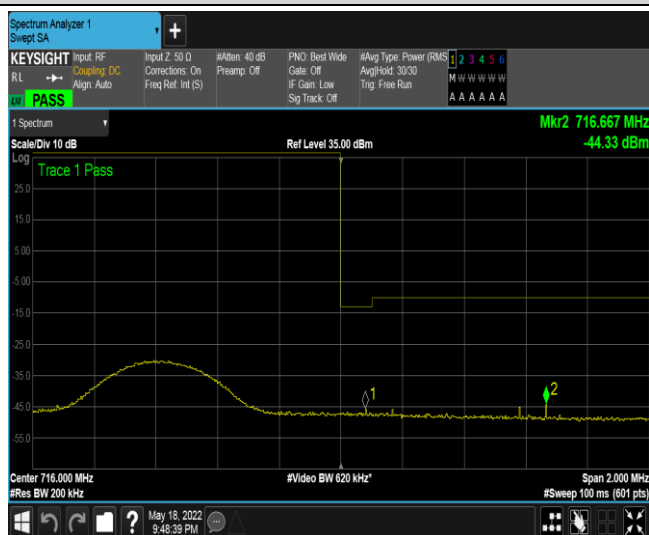 Spectrum Analyzer 1
Swept SA
+
KEYSIGHT Input: RF Input Z: 50 Ω #Atten: 40 dB PNO: Best Wide #Avg Type: Power (RMS 1 2 3 4 5 6
R L Coupling: DC Corrections: On Preamp: Off Gate: Off Avg|Hold: 30/30 M W W W W W
Align: Auto Freq Ref: Int (S) IF Gain: Low Trig: Free Run
PASS Sig Track: Off A A A A A A
1 Spectrum Mkr2 716.667 MHz
Scale/Div 10 dB Ref Level 35.00 dBm -44.33 dBm
Log
Trace 1 Pass
25.0
15.0
5.00
-5.00
-15.0
-25.0
-35.0
1 2
-45.0
-55.0
Center 716.000 MHz #Video BW 620 kHz* Span 2.000 MHz
#Res BW 200 kHz #Sweep 100 ms (601 pts)
? May 18, 2022
9:48:39 PM